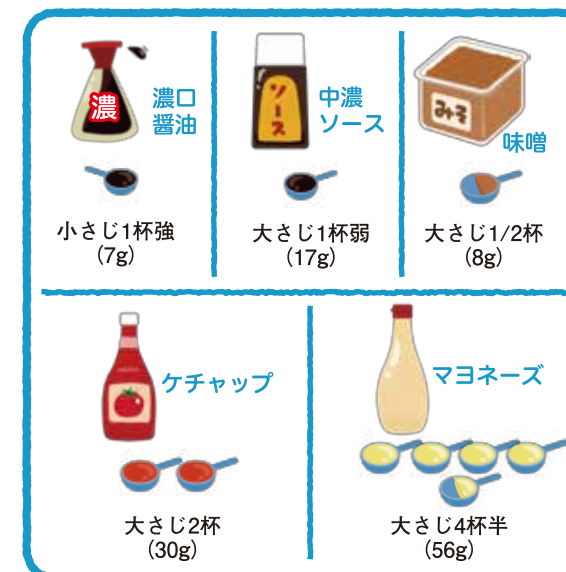 濃
濃口
醤油
小さじ1杯強
(7g)
ソース
中濃
ソース
大さじ1杯弱
(17g)
みそ
味噌
大さじ1/2杯
(8g)
ケチャップ
大さじ2杯
(30g)
マヨネーズ
大さじ4杯半
(56g)